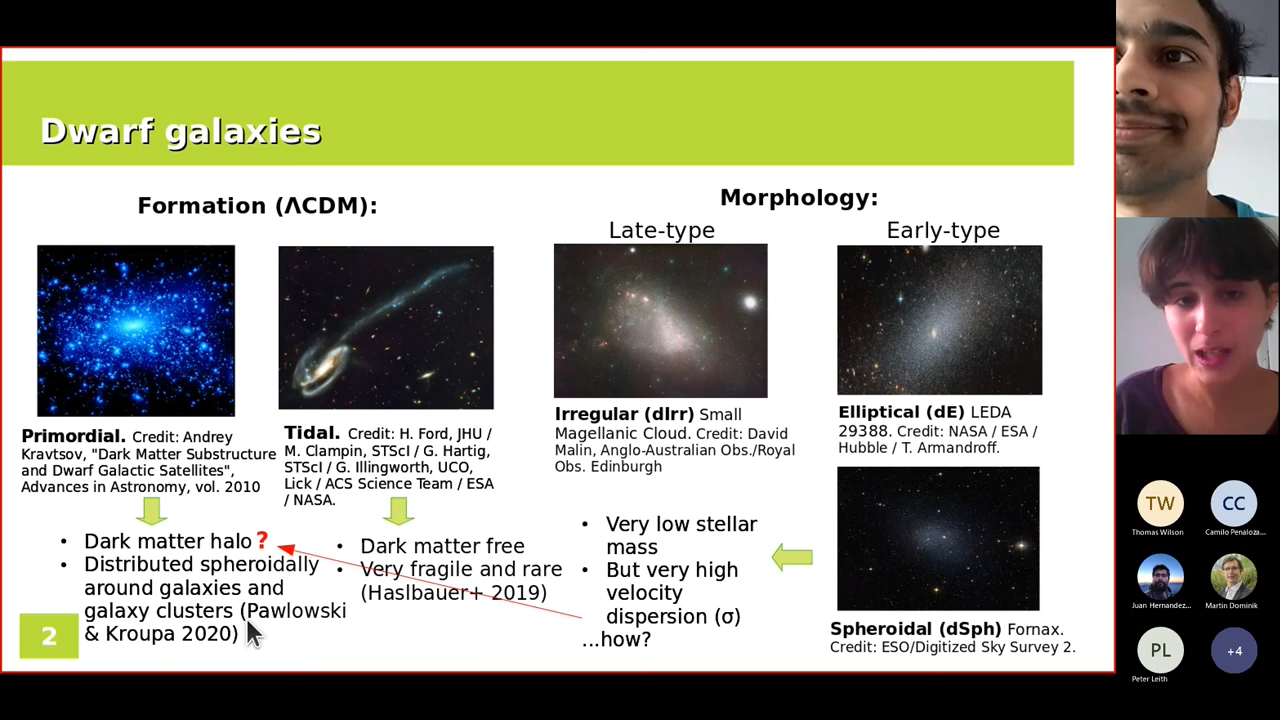 Dwarf galaxies
Formation (ΛCDM):
Primordial. Credit: Andrey
Kravtsov, "Dark Matter Substructure
and Dwarf Galactic Satellites",
Advances in Astronomy, vol. 2010
Tidal. Credit: H. Ford, JHU /
M. Clampin, STScI / G. Hartig,
STScI / G. Illingworth, UCO,
Lick / ACS Science Team / ESA
/ NASA.
• Dark matter halo ?
• Distributed spheroidally
around galaxies and
galaxy clusters (Pawlowski
& Kroupa 2020)
• Dark matter free
• Very fragile and rare
(Haslbauer+ 2019)
Morphology:
Late-type
Irregular (dIrr) Small
Magellanic Cloud. Credit: David
Malin, Anglo-Australian Obs./Royal
Obs. Edinburgh
Early-type
Elliptical (dE) LEDA
29388. Credit: NASA / ESA /
Hubble / T. Armandroff.
Spheroidal (dSph) Fornax.
Credit: ESO/Digitized Sky Survey 2.
• Very low stellar
mass
• But very high
velocity
dispersion (σ)
...how?
2
TW
Thomas Wilson
CC
Camilo Penaloza...
Juan Hernandez...
Martin Dominik
PL
Peter Leith
+4